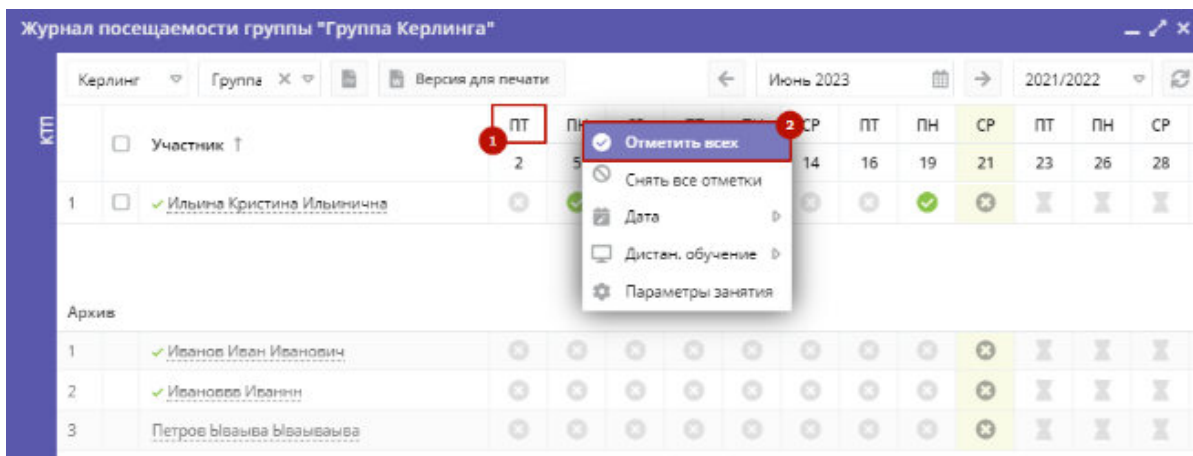 Журнал посещаемости группы "Группа Керлинга"
КТП
Керлинг Группа Версия для печати Июнь 2023 2021/2022
Участник ПТ ПН СР ПТ ПН СР ПТ ПН СР
1 2 Отметить всех
2 5 14 16 19 21 23 26 28
Снять все отметки
1 Ильина Кристина Ильинична
Дата
Дистан. обучение
Параметры занятия
Архив
1 Иванов Иван Иванович
2 Ивановвв Иваннн
3 Петров Ываыва Ываываыва